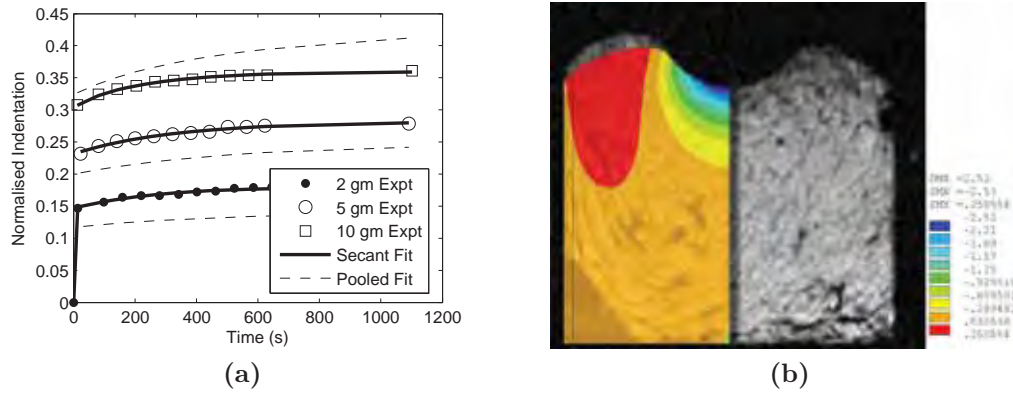 0.45
0.4
0.35
0.3
0.25
0.2
0.15
0.1
0.05
0
Normalised Indentation
2 gm Expt
5 gm Expt
10 gm Expt
Secant Fit
Pooled Fit
0 200 400 600 800 1000 1200
Time (s)
(a)
-2.51
(b)